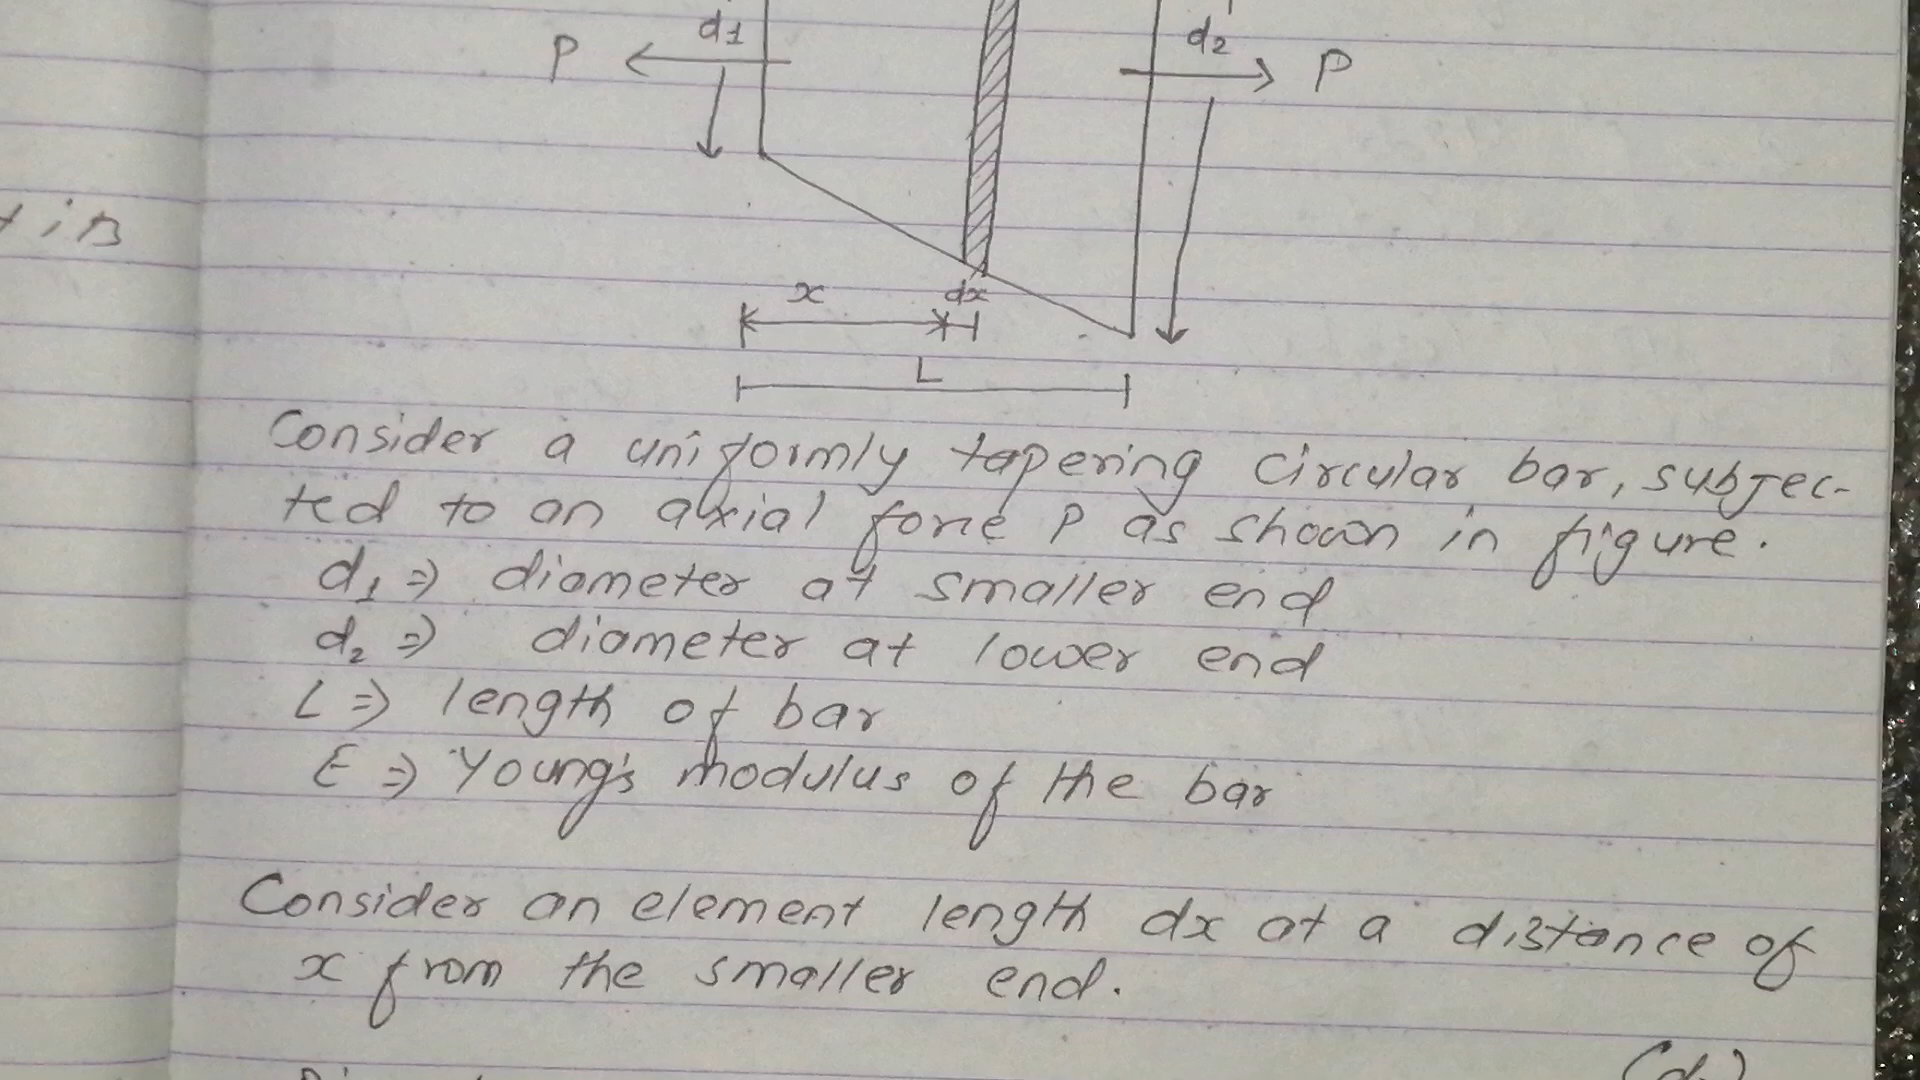 d1
d2
P
P
tis
x
dx
L
Consider a uniformly tapering circular bar, subjec-
ted to an axial force P as shown in figure.
d1 ⇒ diameter at smaller end
d2 ⇒ diameter at lower end
L ⇒ length of bar
E ⇒ Young's modulus of the bar
Consider an element length dx at a distance of
x from the smaller end.